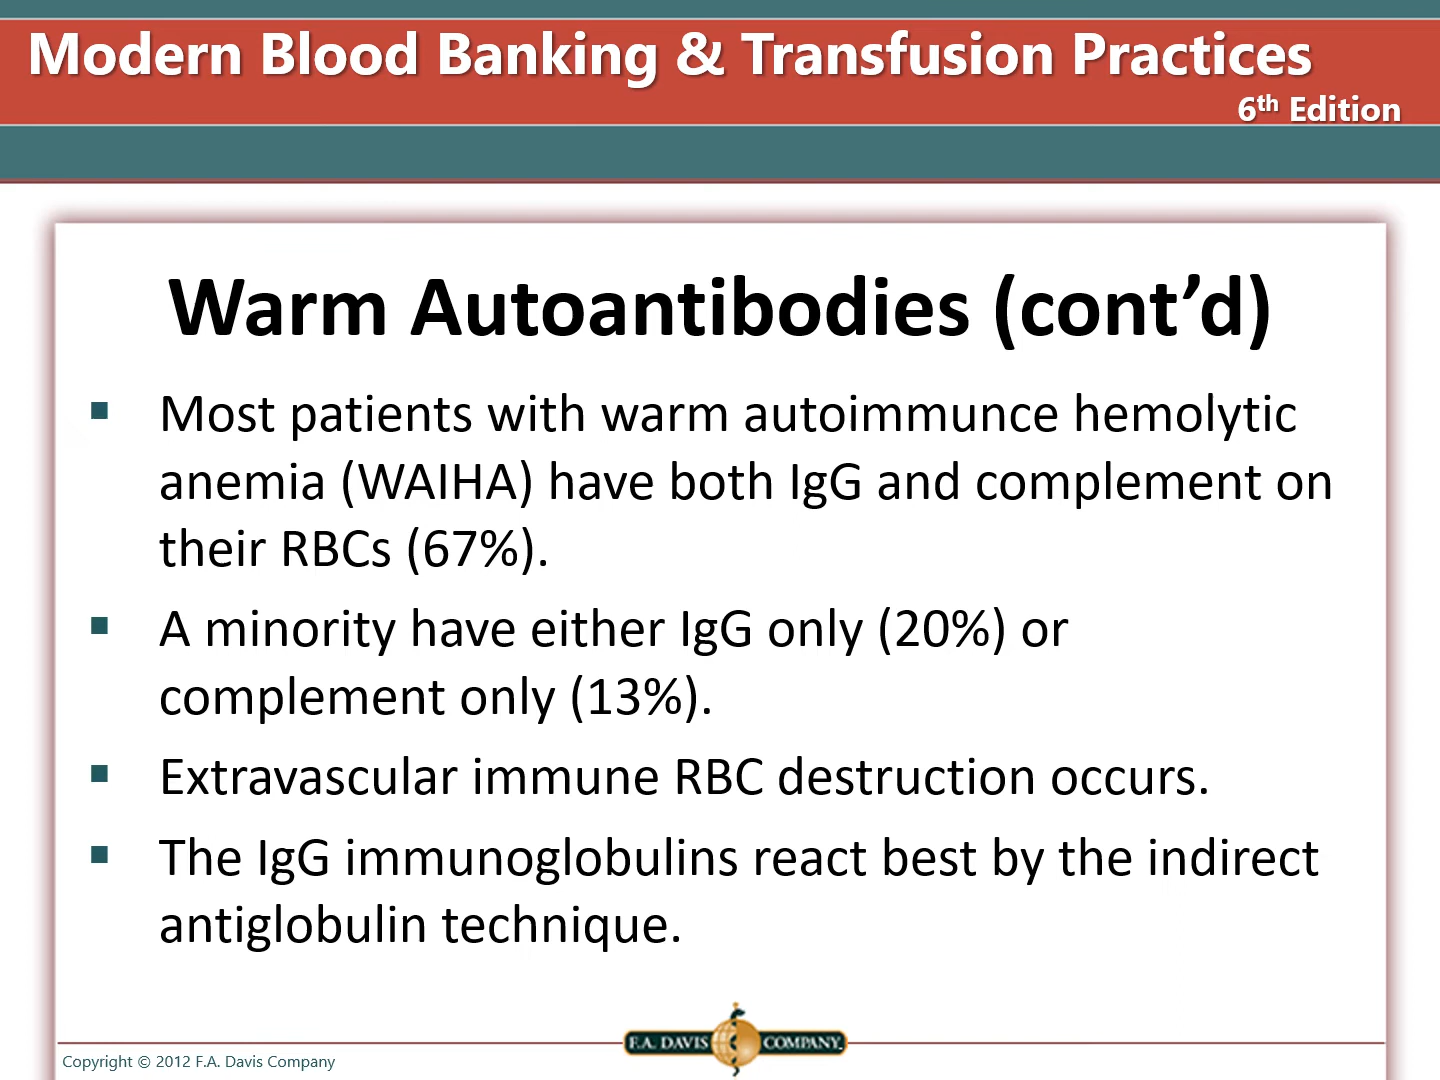 Modern Blood Banking & Transfusion Practices
6th Edition
Warm Autoantibodies (cont’d)
▪ Most patients with warm autoimmunce hemolytic
anemia (WAIHA) have both IgG and complement on
their RBCs (67%).
▪ A minority have either IgG only (20%) or
complement only (13%).
▪ Extravascular immune RBC destruction occurs.
▪ The IgG immunoglobulins react best by the indirect
antiglobulin technique.
F.A. DAVIS COMPANY
Copyright © 2012 F.A. Davis Company